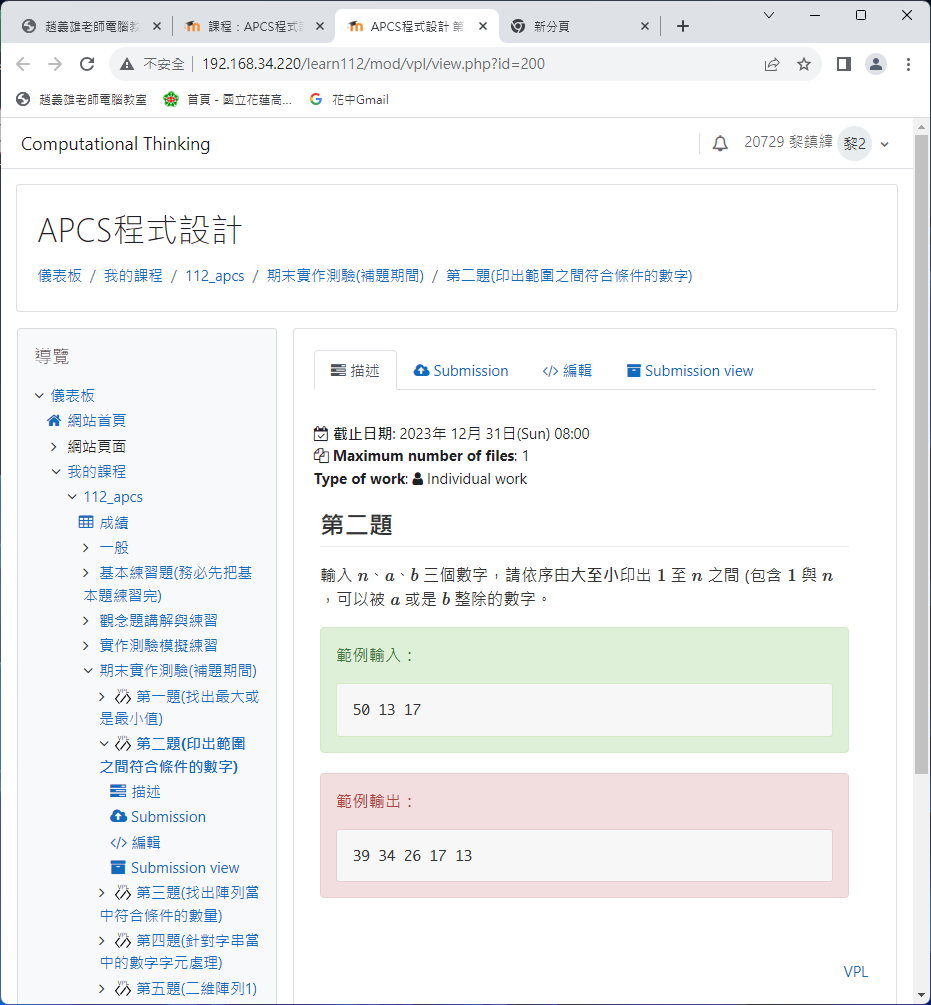 趙義雄老師電腦教
課程：APCS程式設
APCS程式設計 第
新分頁
不安全
192.168.34.220/learn112/mod/vpl/view.php?id=200
趙義雄老師電腦教室
首頁 - 國立花蓮高...
花中Gmail
Computational Thinking
20729 黎鎮緯
黎2
APCS程式設計
儀表板 / 我的課程 / 112_apcs / 期末實作測驗(補題期間) / 第二題(印出範圍之間符合條件的數字)
導覽
儀表板
網站首頁
網站頁面
我的課程
112_apcs
成績
一般
基本練習題(務必先把基
本題練習完)
觀念題講解與練習
實作測驗模擬練習
期末實作測驗(補題期間)
第一題(找出最大或
是最小值)
第二題(印出範圍
之間符合條件的數字)
描述
Submission
編輯
Submission view
第三題(找出陣列當
中符合條件的數量)
第四題(針對字串當
中的數字字元處理)
第五題(二維陣列1)
描述
Submission
</> 編輯
Submission view
截止日期: 2023年 12月 31日(Sun) 08:00
Maximum number of files: 1
Type of work: Individual work
第二題
輸入 n、a、b 三個數字，請依序由大至小印出 1 至 n 之間 (包含 1 與 n
，可以被 a 或是 b 整除的數字。
範例輸入：
50 13 17
範例輸出：
39 34 26 17 13
VPL